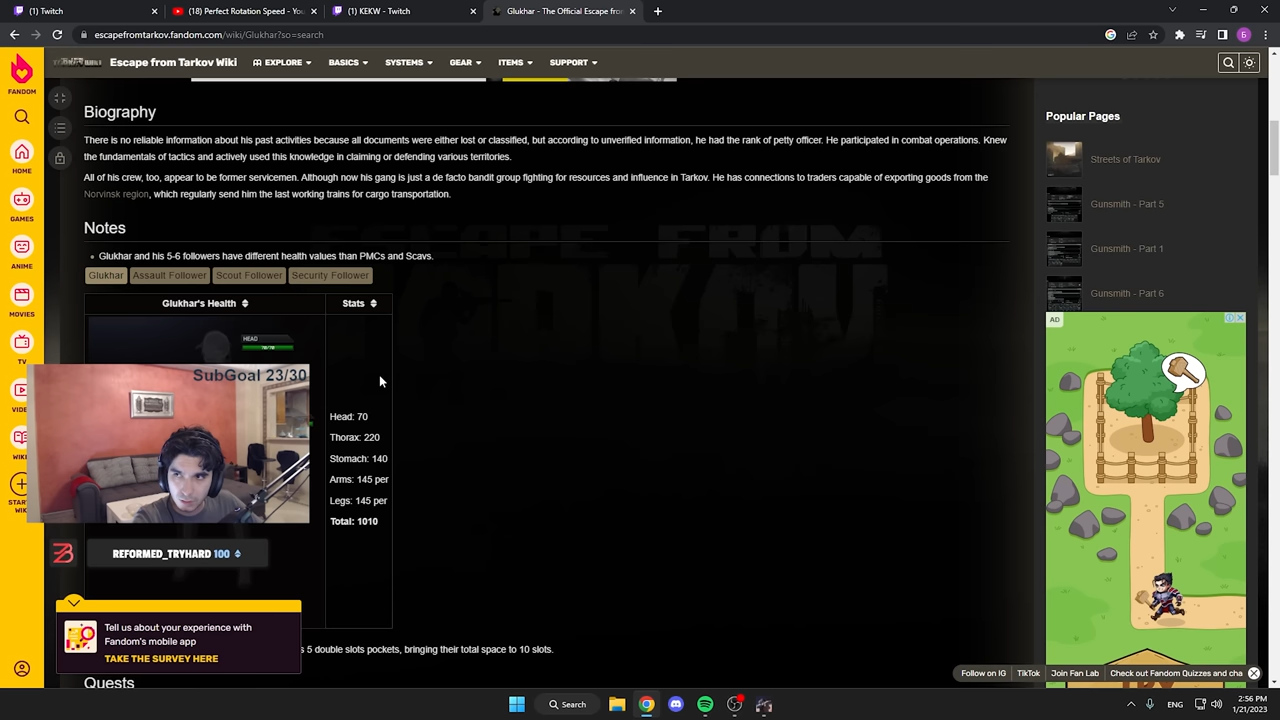 (1) Twitch
(18) Perfect Rotation Speed - You
(1) KEKW - Twitch
Glukhar - The Official Escape from
escapefromtarkov.fandom.com/wiki/Glukhar?so=search
Б
Escape from Tarkov Wiki
EXPLORE
BASICS
SYSTEMS
GEAR
ITEMS
SUPPORT
FANDOM
HOME
GAMES
ANIME
MOVIES
TV
VIDE
WIKI
START
WIK
Biography
There is no reliable information about his past activities because all documents were either lost or classified, but according to unverified information, he had the rank of petty officer. He participated in combat operations. Knew
the fundamentals of tactics and actively used this knowledge in claiming or defending various territories.
All of his crew, too, appear to be former servicemen. Although now his gang is just a de facto bandit group fighting for resources and influence in Tarkov. He has connections to traders capable of exporting goods from the
Norvinsk region, which regularly send him the last working trains for cargo transportation.
Notes
Glukhar and his 5-6 followers have different health values than PMCs and Scavs.
Glukhar Assault Follower Scout Follower Security Follower
Glukhar's Health Stats
HEAD
70/70
Head: 70
Thorax: 220
Stomach: 140
Arms: 145 per
Legs: 145 per
Total: 1010
SubGoal 23/30
REFORMED_TRYHARD 100
Tell us about your experience with
Fandom's mobile app
TAKE THE SURVEY HERE
s 5 double slots pockets, bringing their total space to 10 slots.
Quests
Popular Pages
Streets of Tarkov
Gunsmith - Part 5
Gunsmith - Part 1
Gunsmith - Part 6
AD
Follow on IG
TikTok
Join Fan Lab
Check out Fandom Quizzes and cha
Search
ENG
2:56 PM
1/21/2023